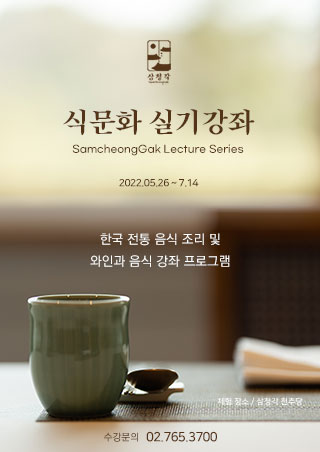 삼청각
식문화 실기강좌
SamcheongGak Lecture Series
2022.05.26 ~ 7.14
한국 전통 음식 조리 및
와인과 음식 강좌 프로그램
체험 장소 / 삼청각 천추당
수강문의 02.765.3700